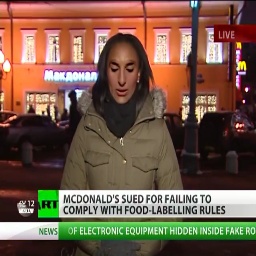 LIVE
Макдоналдс
RT
MCDONALD'S SUED FOR FAILING TO
COMPLY WITH FOOD-LABELLING RULES
NEWS
OF ELECTRONIC EQUIPMENT HIDDEN INSIDE FAKE RO